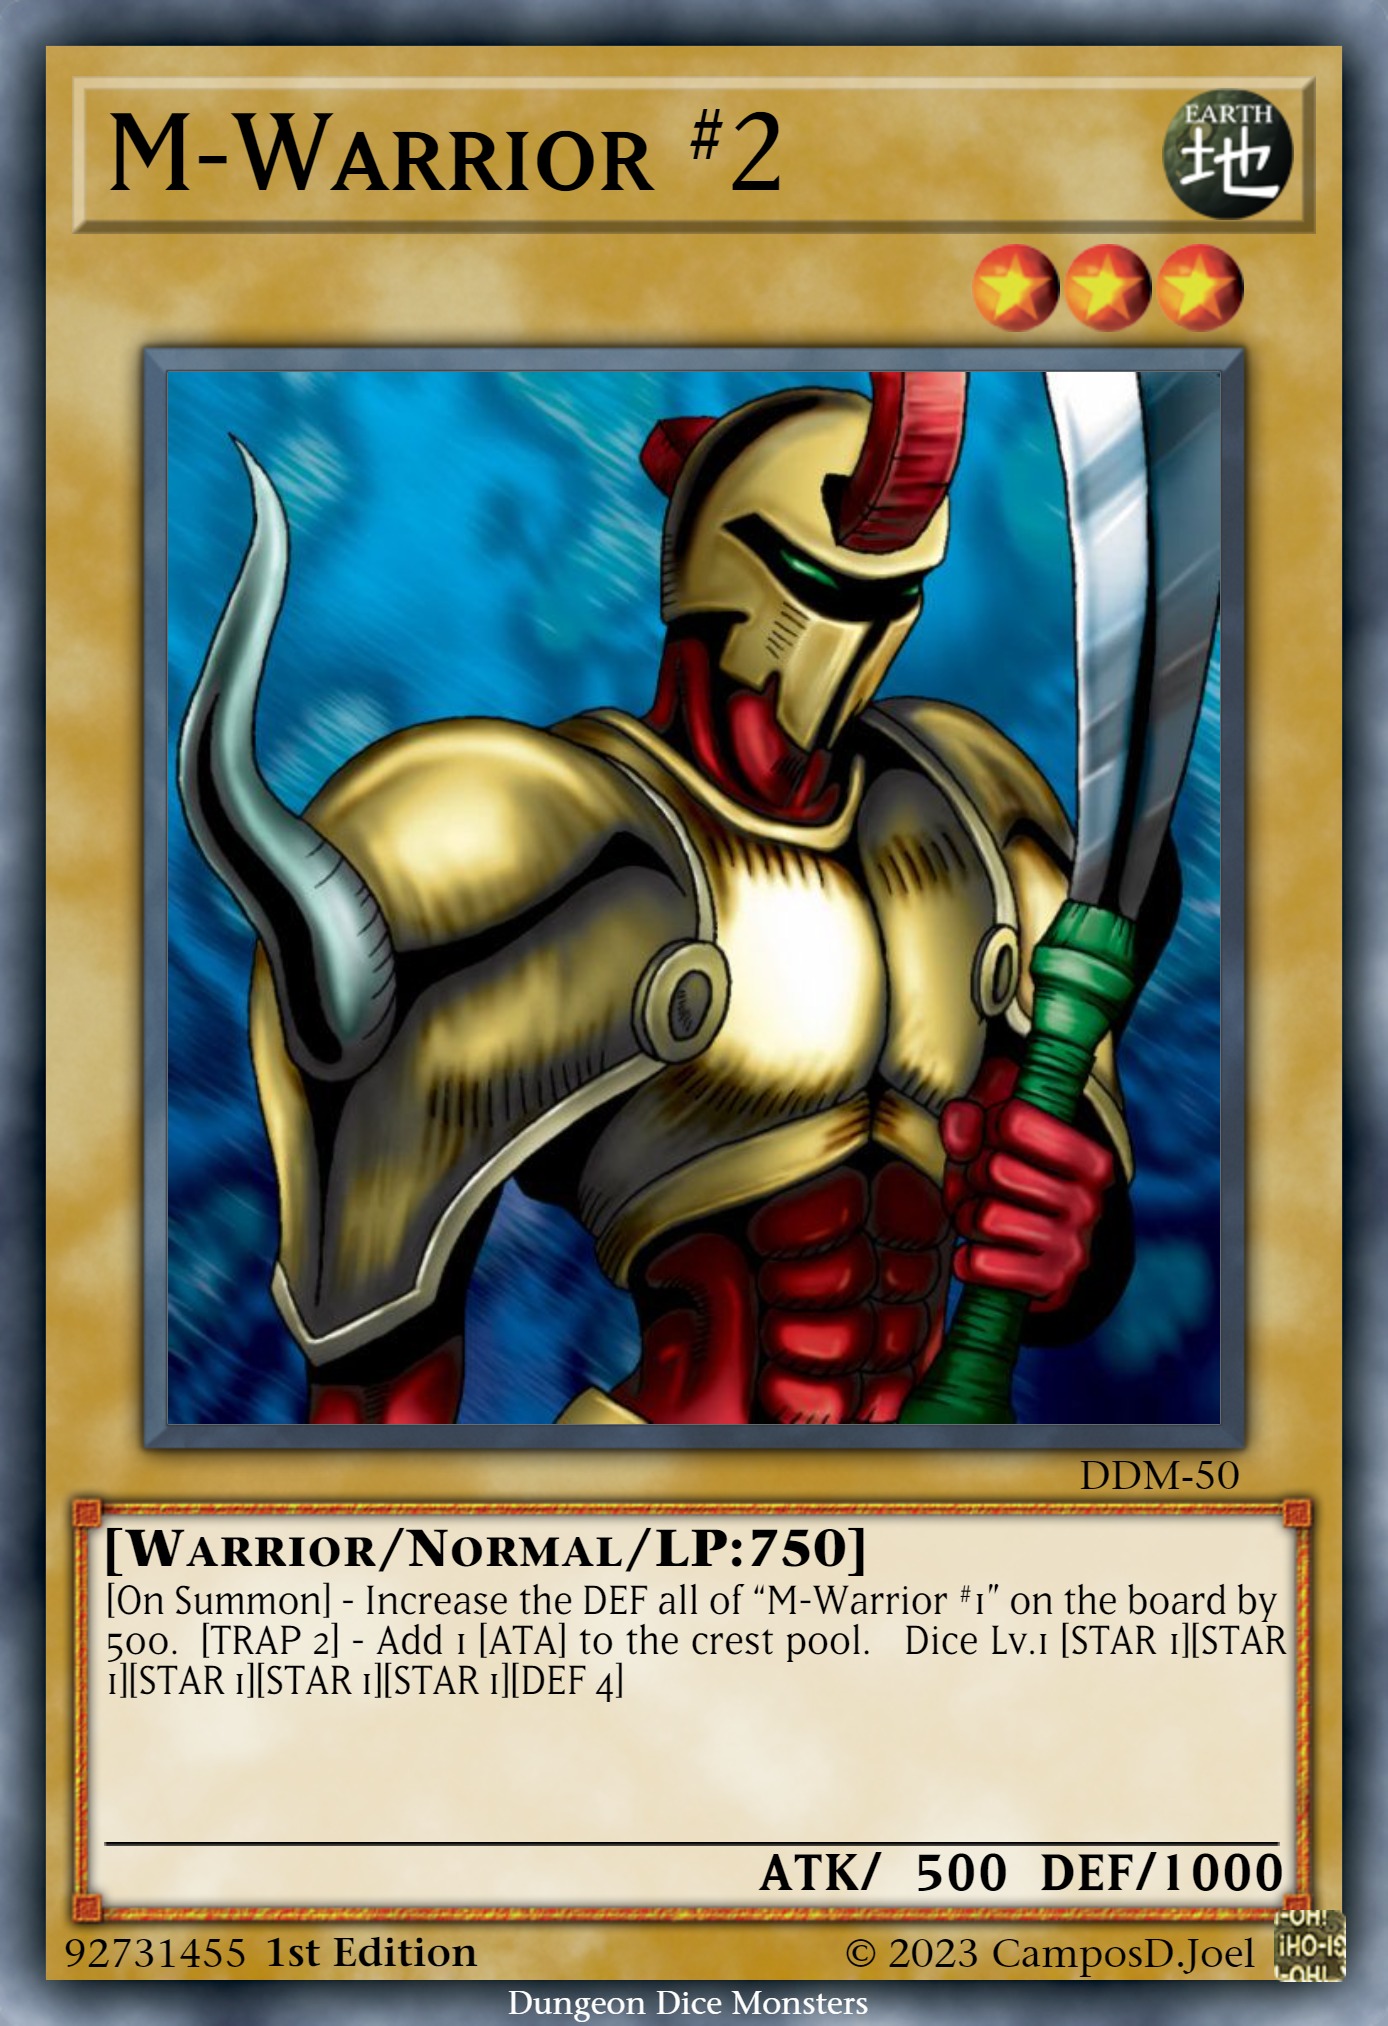 M-Warrior #2
EARTH
地
DDM-50
[Warrior/Normal/LP:750]
[On Summon] - Increase the DEF all of “M-Warrior #1” on the board by
500. [TRAP 2] - Add 1 [ATA] to the crest pool. Dice Lv.1 [STAR 1][STAR
1][STAR 1][STAR 1][STAR 1][DEF 4]
ATK/ 500 DEF/1000
92731455 1st Edition
© 2023 CamposD.Joel
Dungeon Dice Monsters